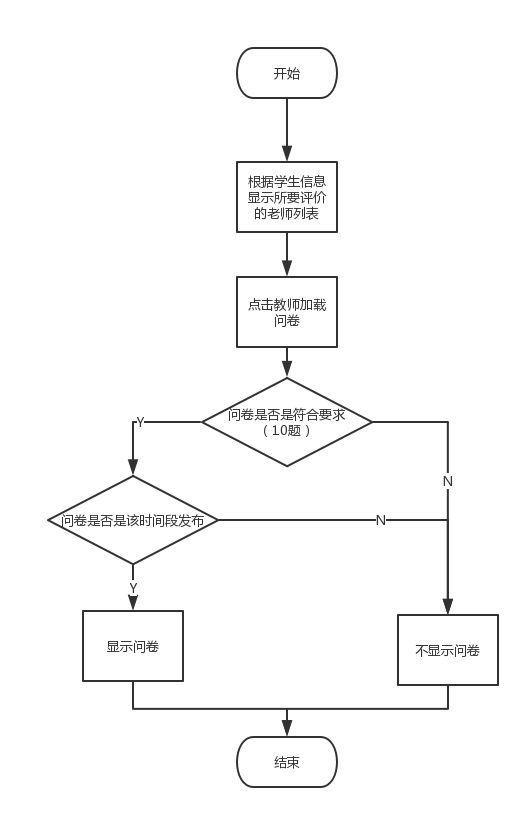 开始
根据学生信息
显示所要评价
的老师列表
点击教师加载
问卷
问卷是否是符合要求
（10题）
Y
N
问卷是否是该时间段发布
N
Y
显示问卷
不显示问卷
结束